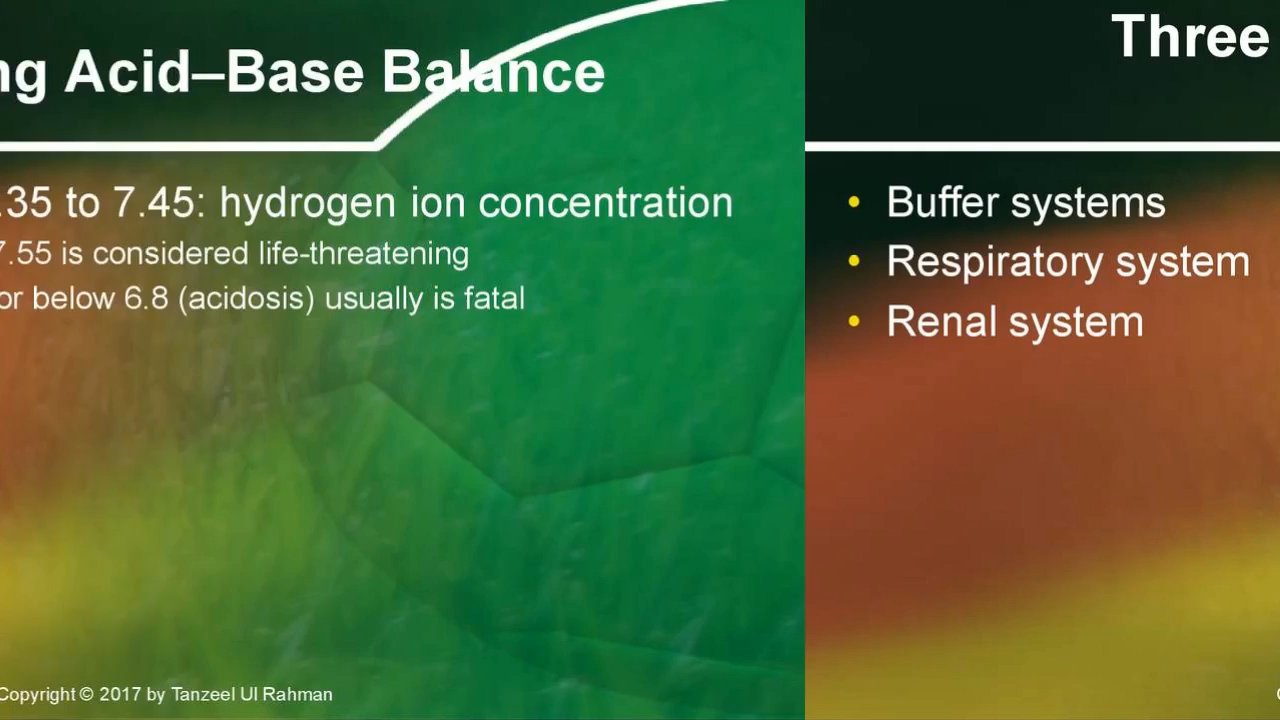 ng Acid–Base Balance
.35 to 7.45: hydrogen ion concentration
7.55 is considered life-threatening
or below 6.8 (acidosis) usually is fatal
Copyright © 2017 by Tanzeel Ul Rahman
Three
• Buffer systems
• Respiratory system
• Renal system